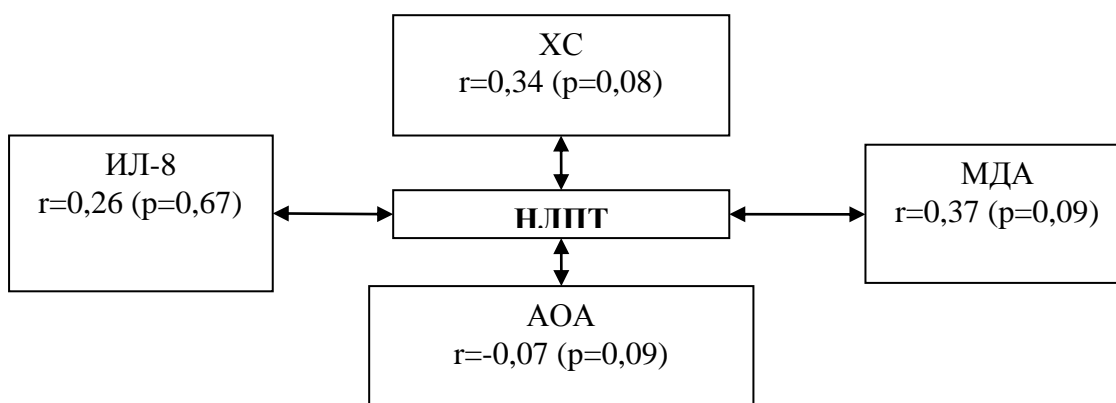 ХС
r=0,34 (p=0,08)
ИЛ-8
r=0,26 (p=0,67)
МДА
r=0,37 (p=0,09)
НЛПТ
АОА
r=-0,07 (p=0,09)